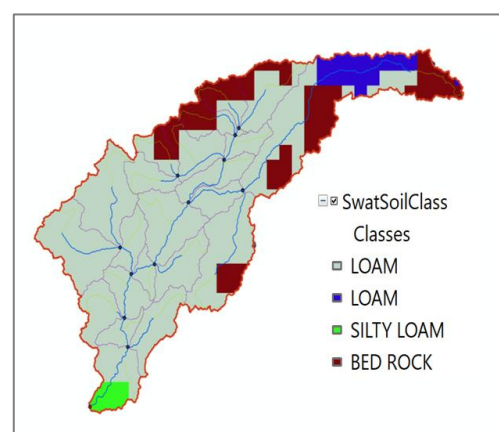 SwatSoilClass
Classes
LOAM
LOAM
SILTY LOAM
BED ROCK